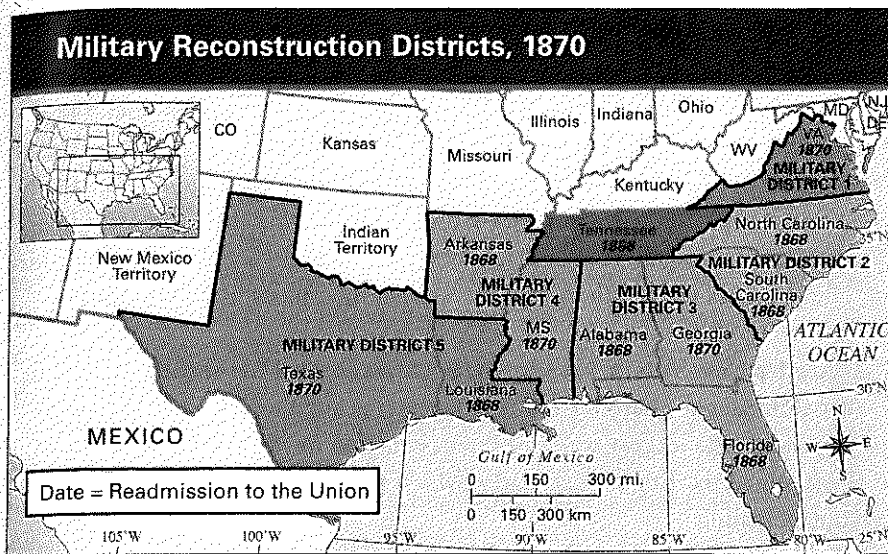 Military Reconstruction Districts, 1870
CO
Kansas
Missouri
Illinois
Indiana
Ohio
WV
MD
N.J.
DE
Kentucky
VA
1870
MILITARY
DISTRICT 1
New Mexico
Territory
Indian
Territory
Arkansas
1868
Tennessee
North Carolina
1868
MILITARY DISTRICT 2
South
Carolina
1868
MILITARY
DISTRICT 4
MS
1870
MILITARY
DISTRICT 3
Alabama
1868
Georgia
1870
MILITARY DISTRICT 5
Texas
1870
Louisiana
1868
Florida
1868
ATLANTIC
OCEAN
MEXICO
Gulf of Mexico
0 150 300 mi.
0 150 300 km
N
W E
S
Date = Readmission to the Union
105°W
100°W
95°W
90°W
85°W
80°W
25°N
30°N
35°N